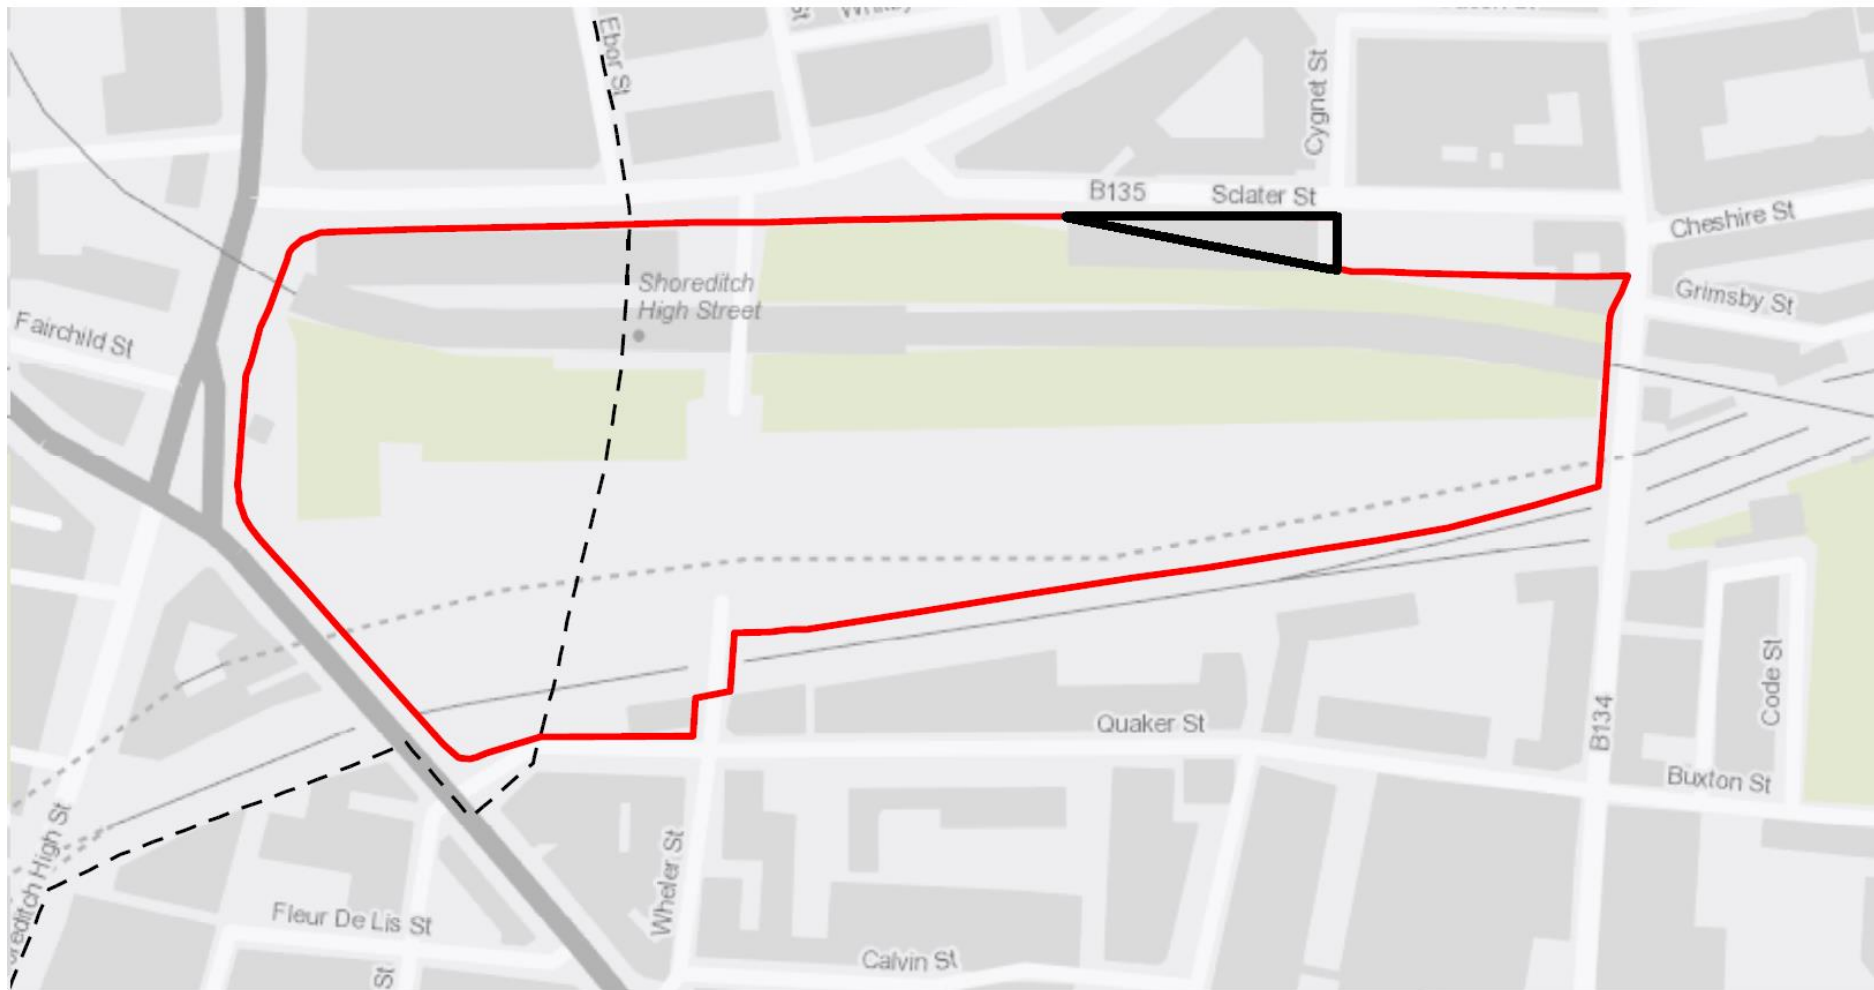 Ebor St
Cygnet St
B135
Sclater St
Cheshire St
Shoreditch
High Street
Grimsby St
Fairchild St
Quaker St
B134
Code St
Buxton St
Wheler St
Fleur De Lis St
Calvin St
St